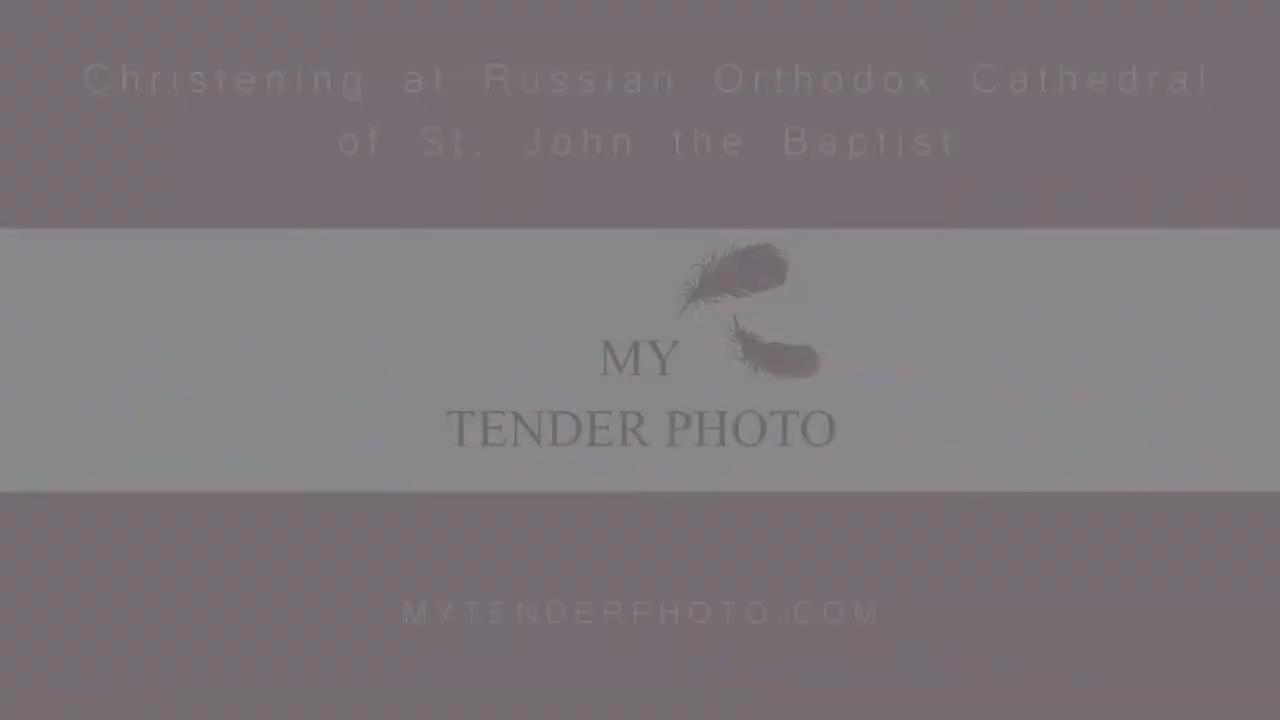 Christening at Russian Orthodox Cathedral
of St. John the Baptist
MY
TENDER PHOTO
MYTENDERPHOTO.COM